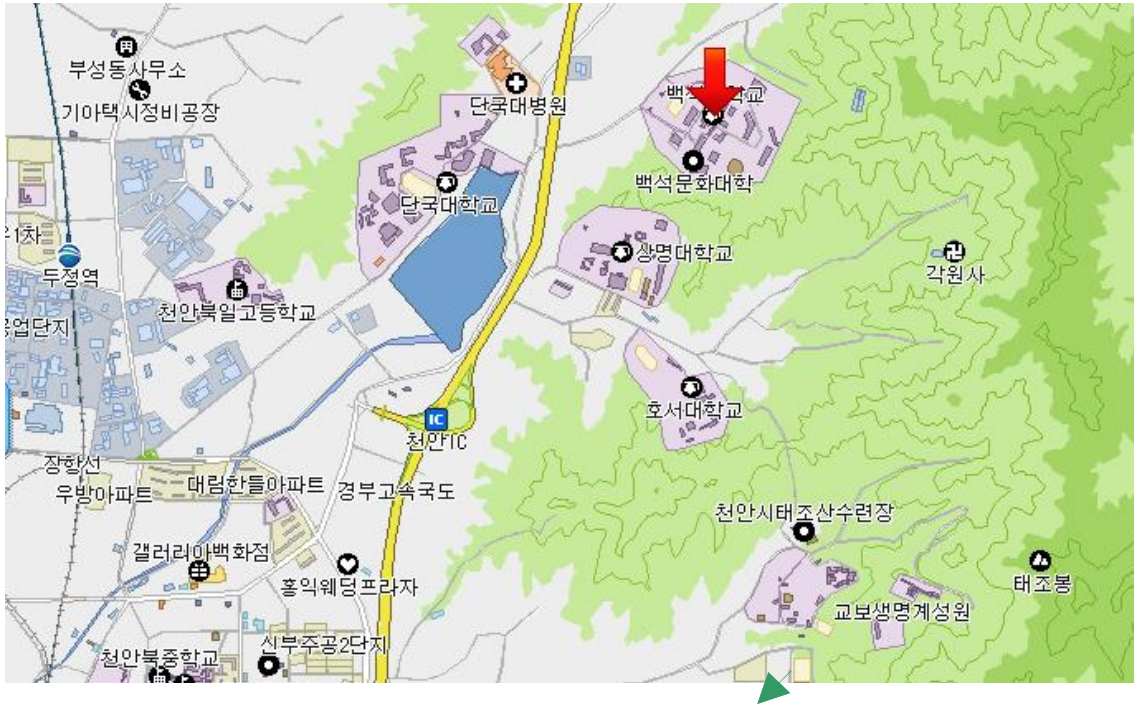 부성동사무소
기아택시정비공장
단국대병원
백석
학교
백석문화대학
단국대학교
상명대학교
각원사
1차
두정역
천안북일고등학교
업단지
호서대학교
IC
천안IC
장항선
우방아파트
대림한들아파트
경부고속국도
천안시태조산수련장
갤러리아백화점
홍익웨딩프라자
태조봉
교보생명계성원
신부주공2단지
천안북중학교